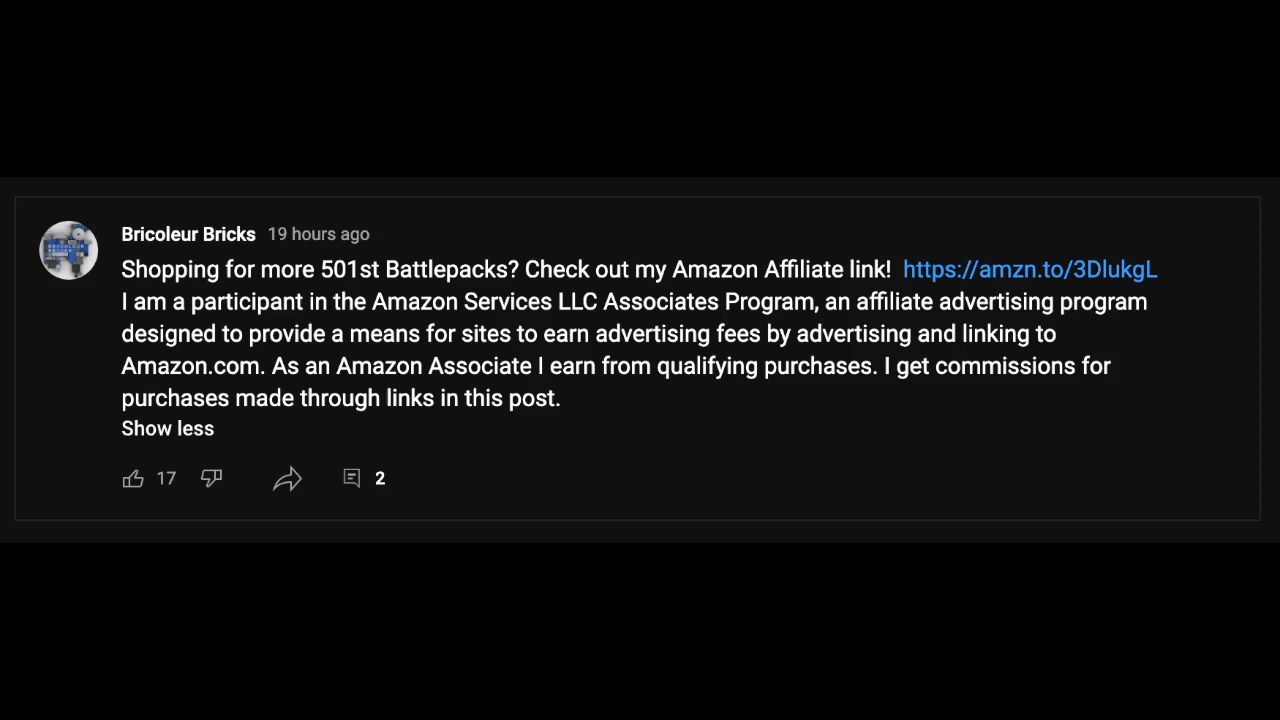 Bricoleur Bricks 19 hours ago
Shopping for more 501st Battlepacks? Check out my Amazon Affiliate link! https://amzn.to/3DlukgL
I am a participant in the Amazon Services LLC Associates Program, an affiliate advertising program
designed to provide a means for sites to earn advertising fees by advertising and linking to
Amazon.com. As an Amazon Associate I earn from qualifying purchases. I get commissions for
purchases made through links in this post.
Show less
17 2